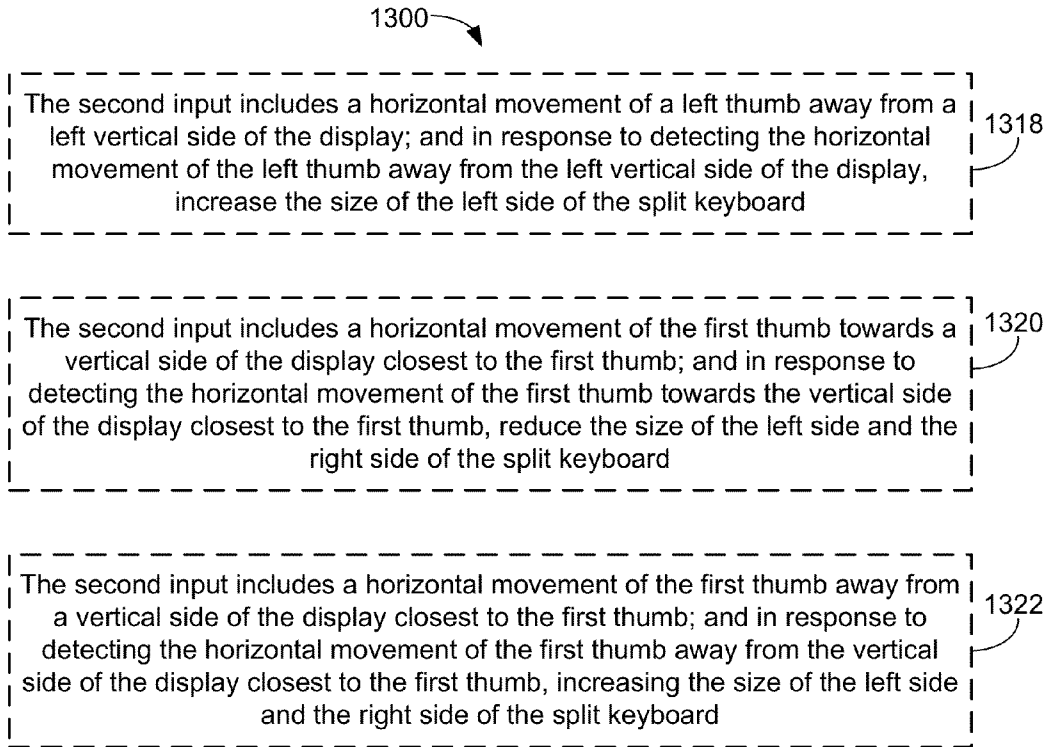 1300
The second input includes a horizontal movement of a left thumb away from a
left vertical side of the display; and in response to detecting the horizontal
movement of the left thumb away from the left vertical side of the display,
increase the size of the left side of the split keyboard
1318
The second input includes a horizontal movement of the first thumb towards a
vertical side of the display closest to the first thumb; and in response to
detecting the horizontal movement of the first thumb towards the vertical side
of the display closest to the first thumb, reduce the size of the left side and the
right side of the split keyboard
1320
The second input includes a horizontal movement of the first thumb away from
a vertical side of the display closest to the first thumb; and in response to
detecting the horizontal movement of the first thumb away from the vertical
side of the display closest to the first thumb, increasing the size of the left side
and the right side of the split keyboard
1322